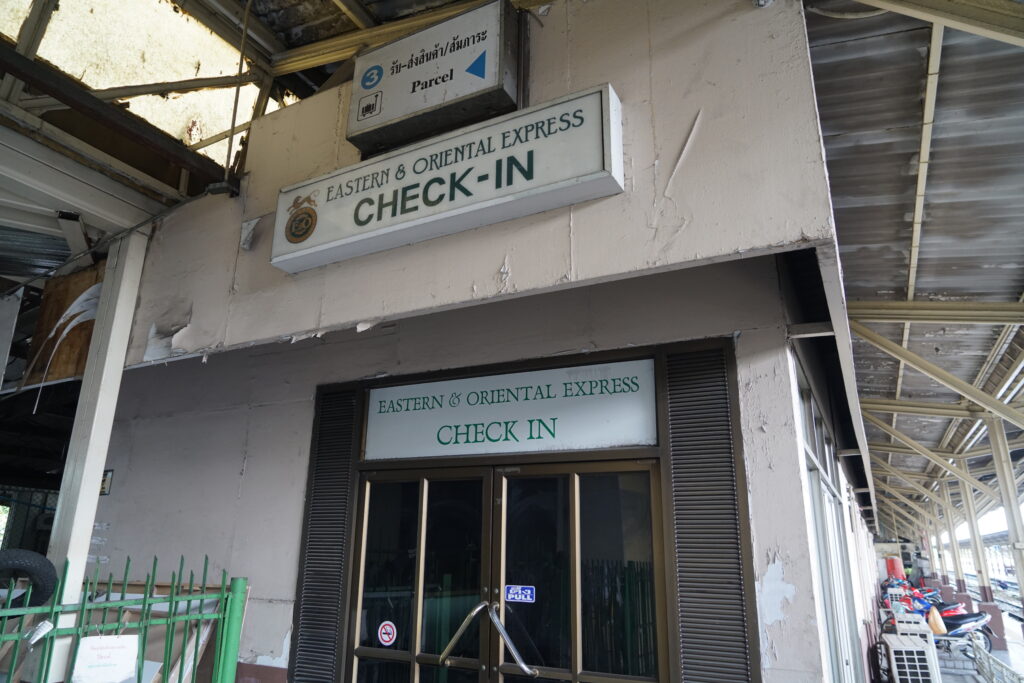 3 รับ-ส่งสินค้า/สัมภาระ
Parcel
EASTERN & ORIENTAL EXPRESS
CHECK-IN
EASTERN & ORIENTAL EXPRESS
CHECK IN
ดึง
PULL